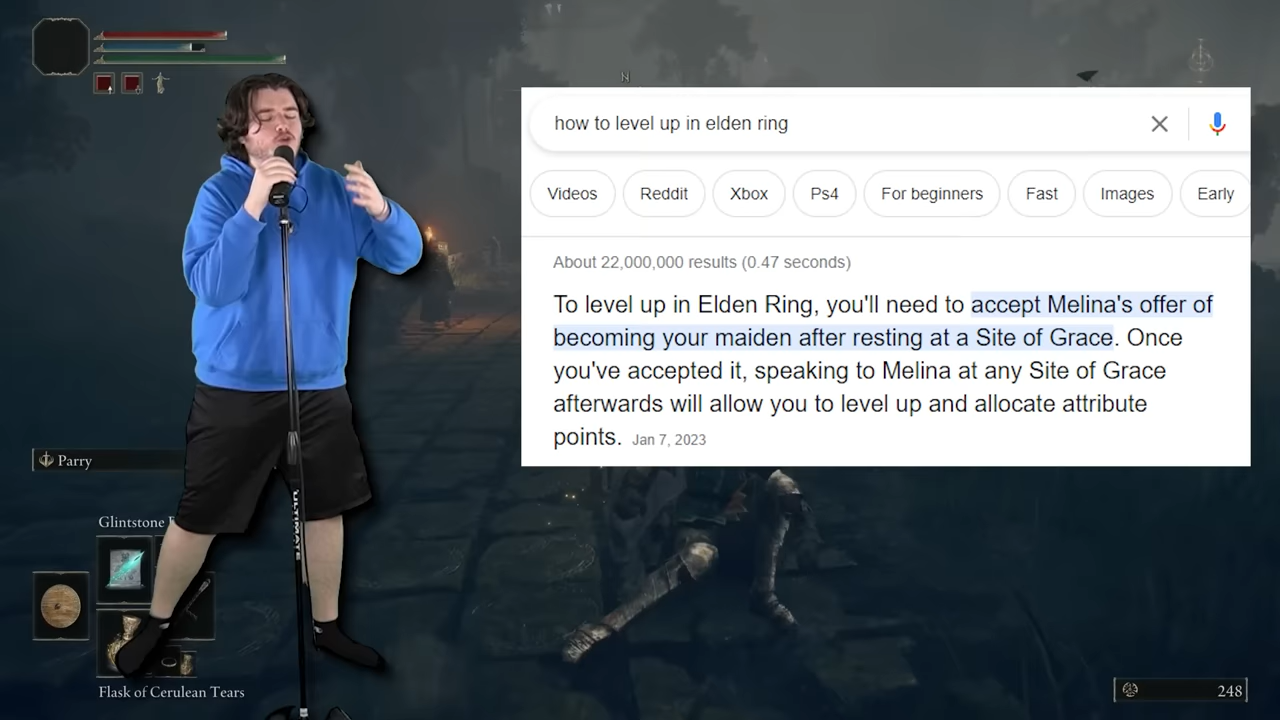 N
how to level up in elden ring
Videos Reddit Xbox Ps4 For beginners Fast Images Early
About 22,000,000 results (0.47 seconds)
To level up in Elden Ring, you'll need to accept Melina's offer of
becoming your maiden after resting at a Site of Grace. Once
you've accepted it, speaking to Melina at any Site of Grace
afterwards will allow you to level up and allocate attribute
points. Jan 7, 2023
Parry
Glintstone
ULTIMATE
Flask of Cerulean Tears
248